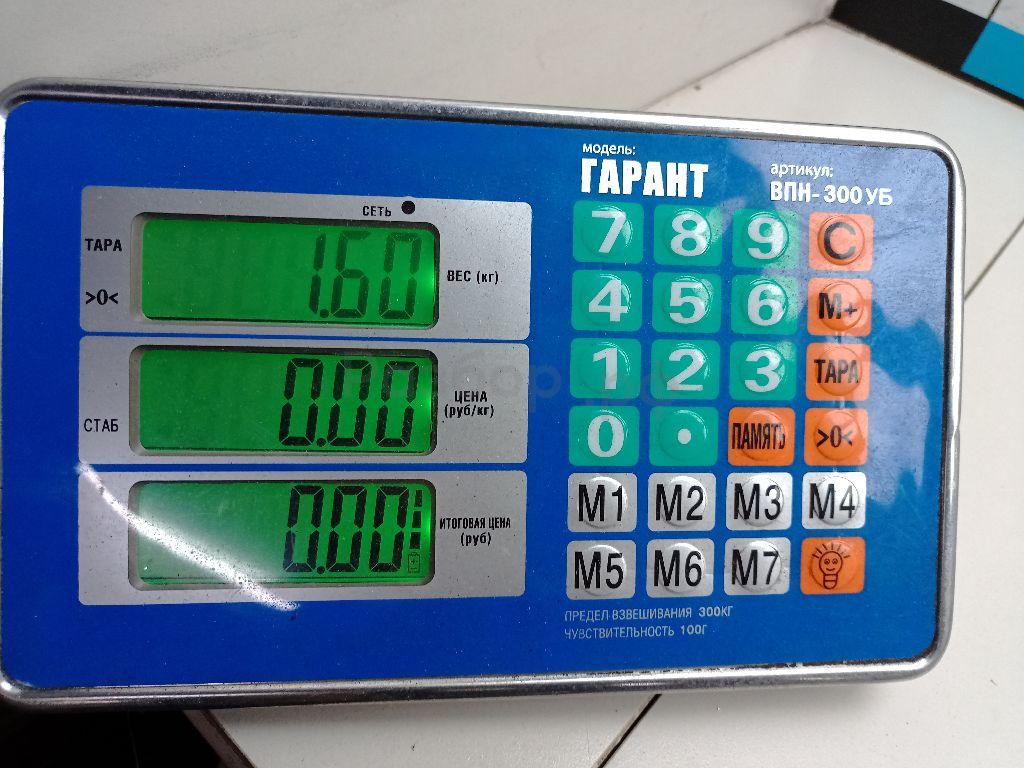 модель:
ГАРАНТ
артикул:
ВПН- 300 УБ
СЕТЬ
ТАРА
>0<
1.60
ВЕС (кг)
СТАБ
0.00
ЦЕНА
(руб/кг)
0.00
ИТОГОВАЯ ЦЕНА
(руб)
7 8 9 C
4 5 6 M+
1 2 3 ТАРА
0 . ПАМЯТЬ >0<
M1 M2 M3 M4
M5 M6 M7
ПРЕДЕЛ ВЗВЕШИВАНИЯ 300КГ
ЧУВСТВИТЕЛЬНОСТЬ 100Г